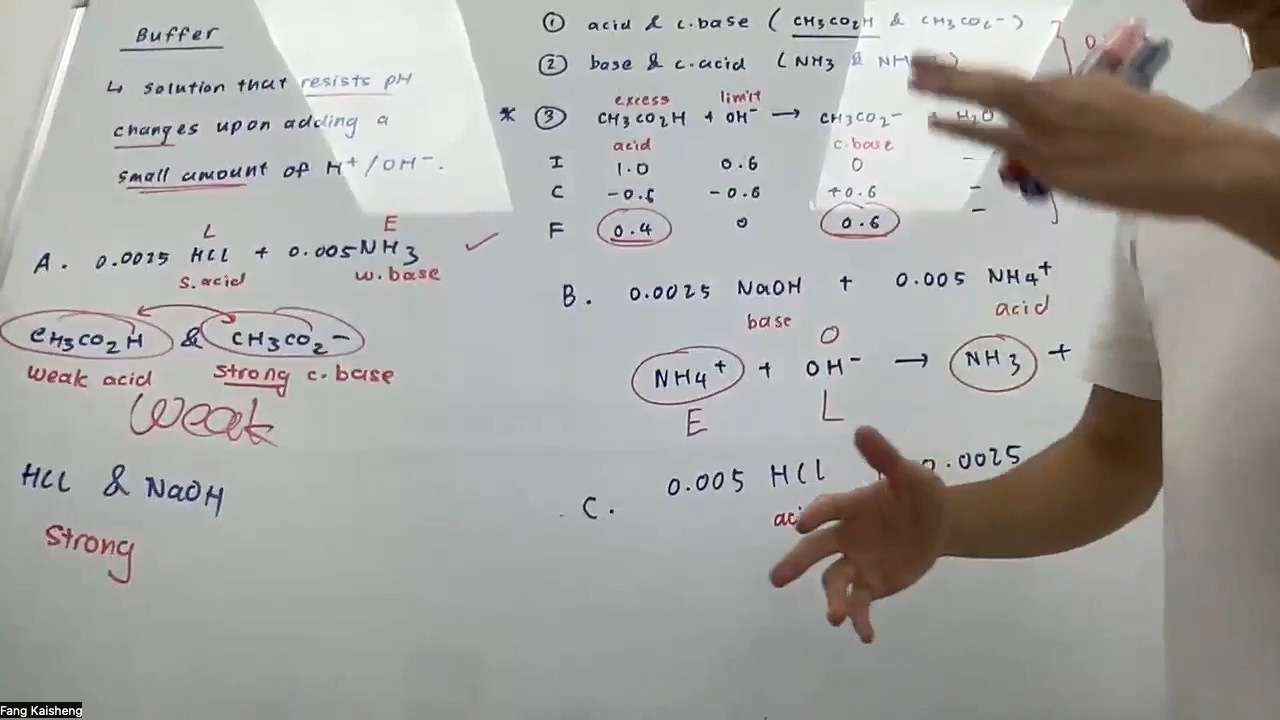 Buffer
↳ solution that resists pH
changes upon adding a
small amount of H⁺/OH⁻.
① acid & c.base (CH3CO2H & CH3CO2⁻)
② base & c.acid (NH3 & NH
excess limit
* ③ CH3CO2H + OH⁻ → CH3CO2⁻ + H2O
acid c.base
I 1.0 0.6 0 –
C -0.6 -0.6 +0.6 –
F 0.4 0 0.6 –
L E
A. 0.0025 HCl + 0.005 NH3 ✓
s.acid w.base
CH3CO2H & CH3CO2⁻
weak acid strong c.base
Weak
HCl & NaOH
strong
B. 0.0025 NaOH + 0.005 NH4⁺
base acid
O
NH4⁺ + OH⁻ → NH3 +
E L
C. 0.005 HCl 0.0025
Fang Kaisheng